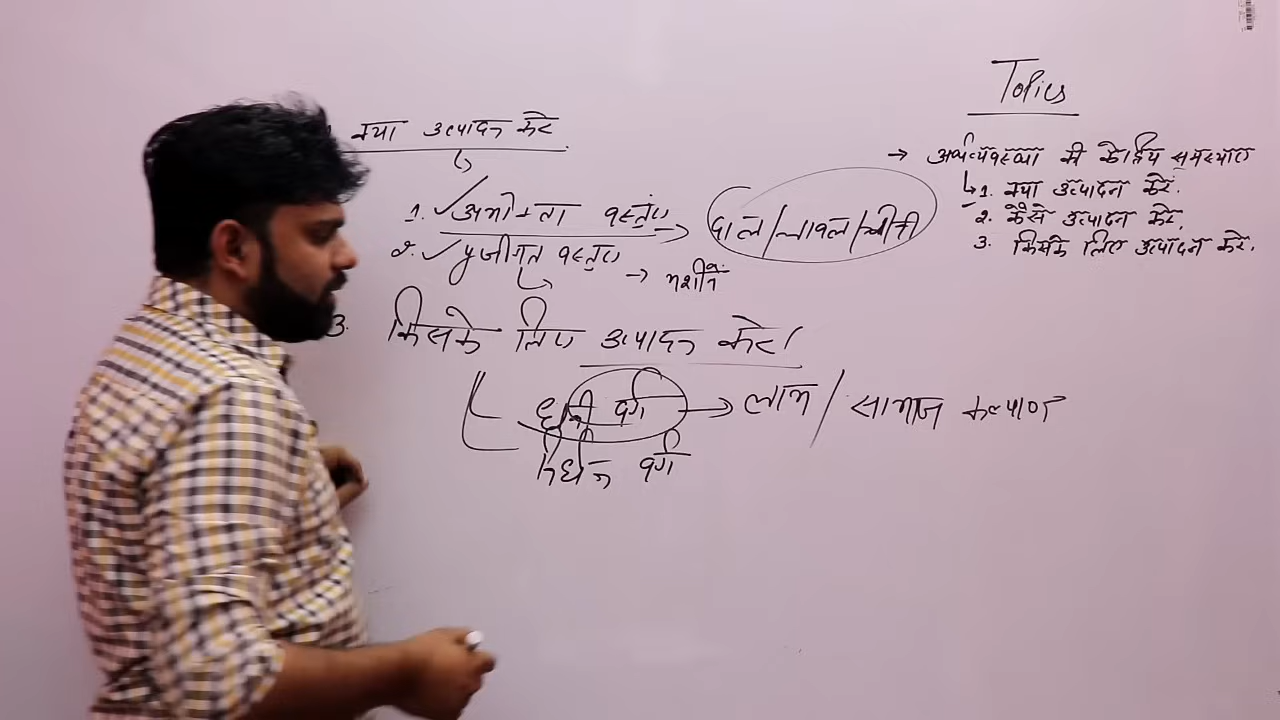 क्या उत्पादन करें
1. ✓ उपभोक्ता वस्तुएं → दाल/चावल/चीनी
2. ✓ पूंजीगत वस्तुए → मशीन
3. किसके लिए उत्पादन करें
धनी वर्ग → लाभ / सामाज कल्याण
निर्धन वर्ग
Topics
→ अर्थव्यवस्था की केन्द्रिय समस्याए
1. क्या उत्पादन करें.
2. कैसे उत्पादन करें.
3. किसके लिए उत्पादन करें.